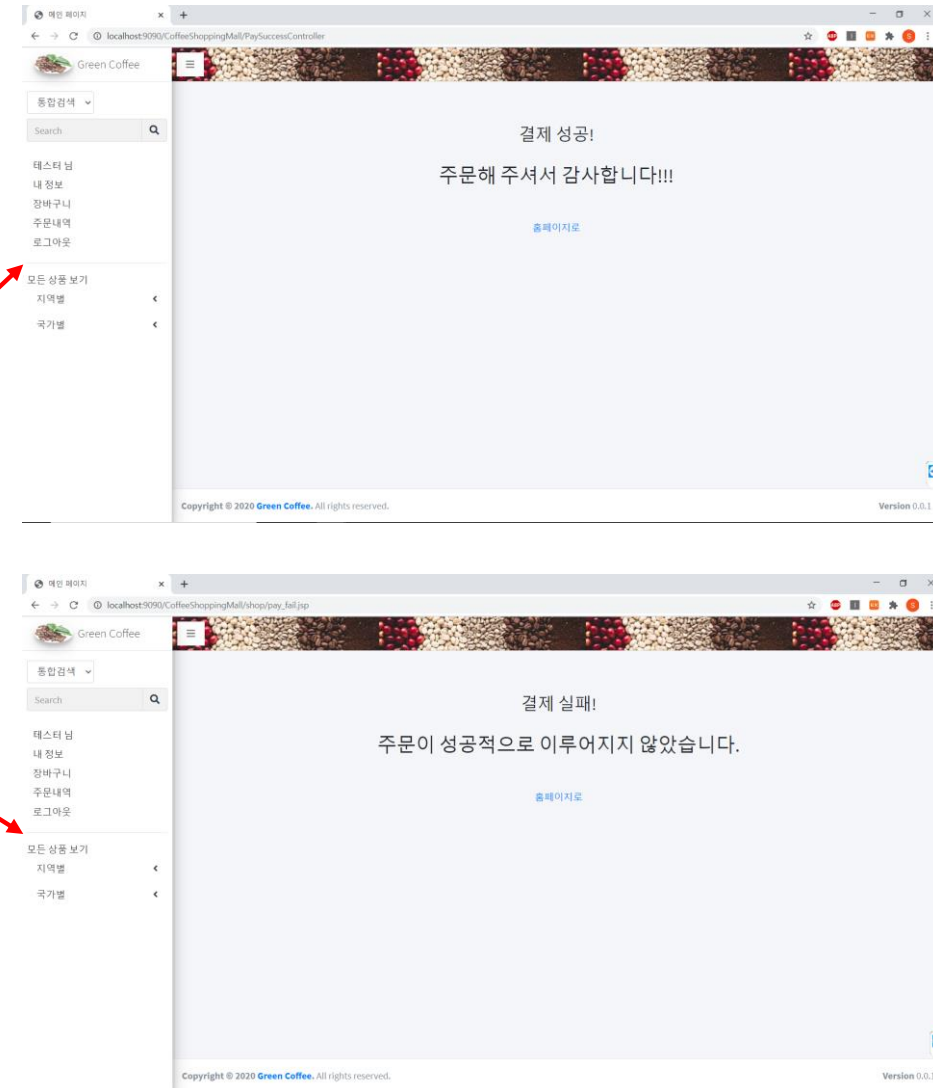 메인 페이지
localhost:9090/CoffeeShoppingMall/PaySuccessController
Green Coffee
통합검색
Search
테스터 님
내 정보
장바구니
주문내역
로그아웃
모든 상품 보기
지역별
국가별
결제 성공!
주문해 주셔서 감사합니다!!!
홈페이지로
Copyright © 2020 Green Coffee. All rights reserved.
Version 0.0.1
메인 페이지
localhost:9090/CoffeeShoppingMall/shop/pay_fail.jsp
Green Coffee
통합검색
Search
테스터 님
내 정보
장바구니
주문내역
로그아웃
모든 상품 보기
지역별
국가별
결제 실패!
주문이 성공적으로 이루어지지 않았습니다.
홈페이지로
Copyright © 2020 Green Coffee. All rights reserved.
Version 0.0.1